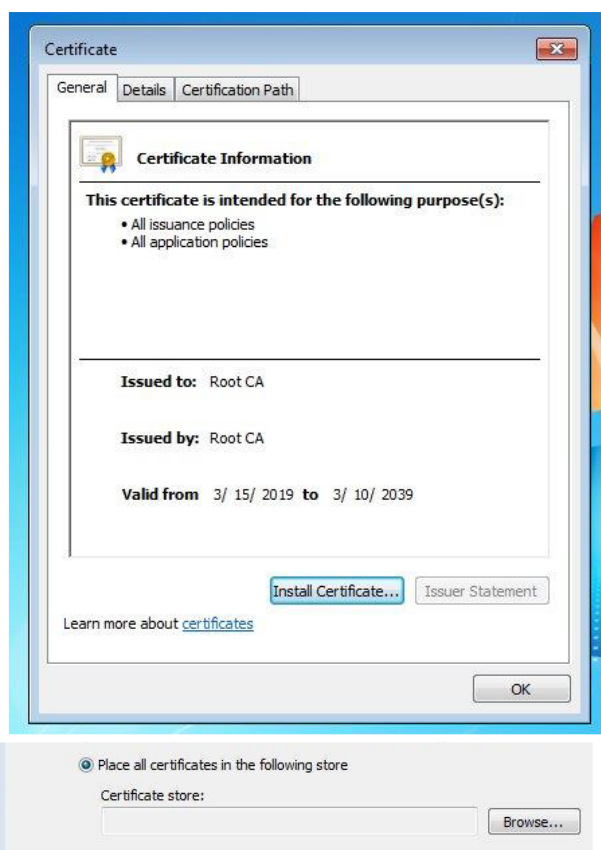 Certificate
General Details Certification Path
Certificate Information
This certificate is intended for the following purpose(s):
• All issuance policies
• All application policies
Issued to: Root CA
Issued by: Root CA
Valid from 3/ 15/ 2019 to 3/ 10/ 2039
Install Certificate... Issuer Statement
Learn more about certificates
OK
Place all certificates in the following store
Certificate store:
Browse...